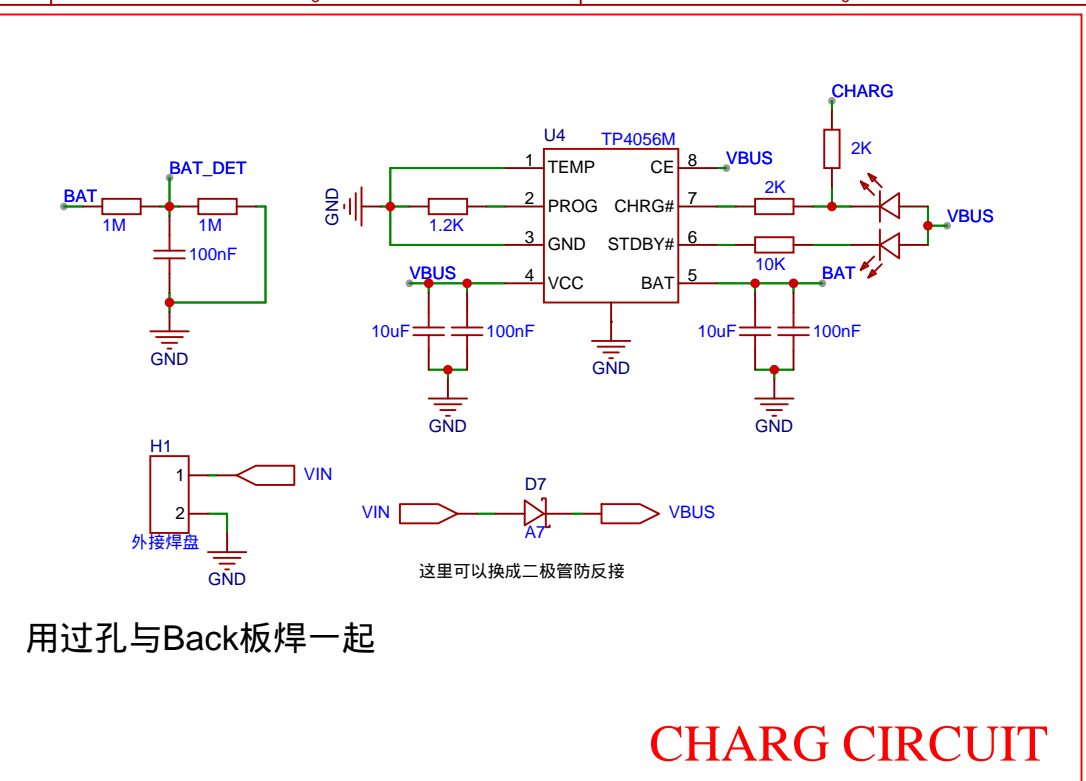 CHARG
2K
U4
TP4056M
BAT_DET
BAT
1M
1M
100nF
GND
GND
1.2K
1
TEMP
2
PROG
3
GND
4
VCC
CE
8
VBUS
CHRG#
7
2K
STDBY#
6
10K
BAT
5
BAT
VBUS
VBUS
10uF
100nF
GND
GND
10uF
100nF
GND
H1
1
VIN
2
外接焊盘
GND
VIN
D7
A7
VBUS
这里可以换成二极管防反接
用过孔与Back板焊一起
CHARG CIRCUIT